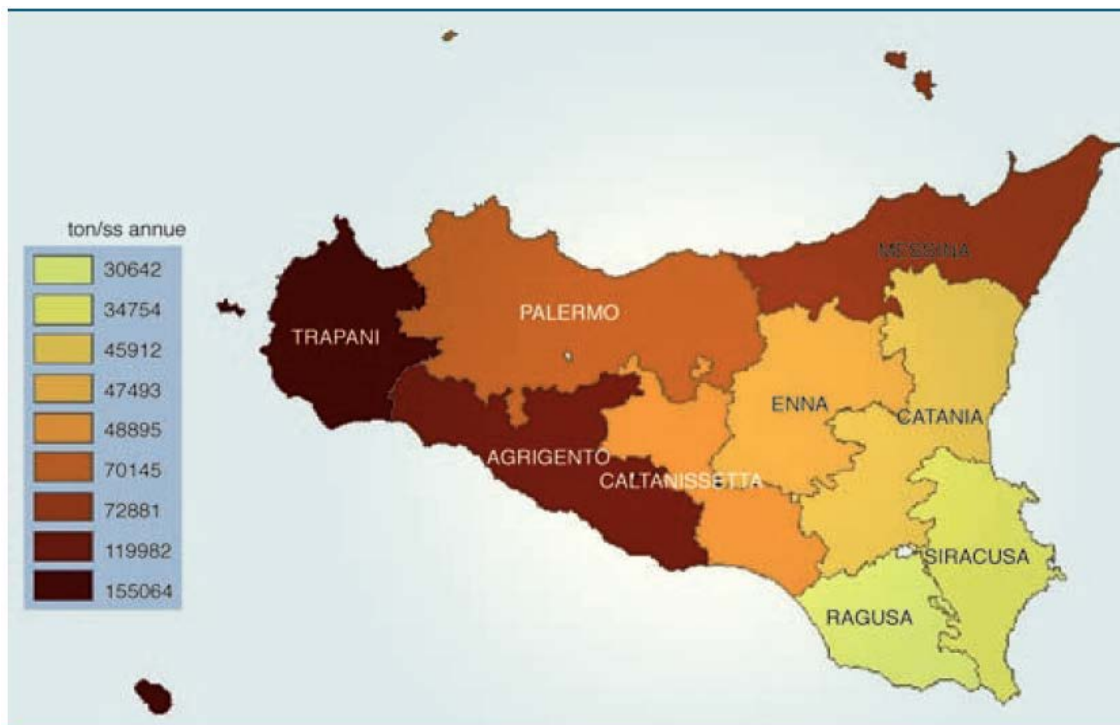 ton/ss annue
30642
34754
45912
47493
48895
70145
72881
119982
155064
MESSINA
PALERMO
TRAPANI
ENNA
CATANIA
AGRIGENTO
CALTANISSETTA
SIRACUSA
RAGUSA